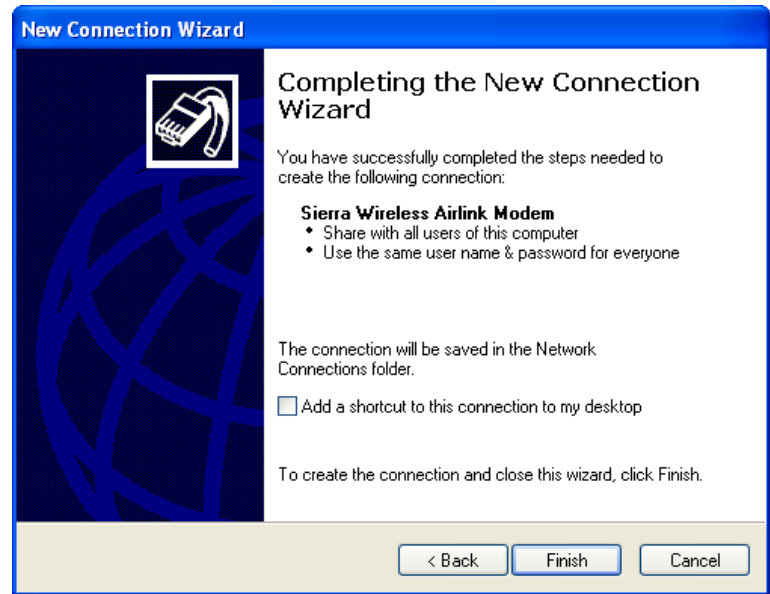 New Connection Wizard
Completing the New Connection
Wizard
You have successfully completed the steps needed to
create the following connection:
Sierra Wireless Airlink Modem
• Share with all users of this computer
• Use the same user name & password for everyone
The connection will be saved in the Network
Connections folder.
Add a shortcut to this connection to my desktop
To create the connection and close this wizard, click Finish.
< Back Finish Cancel